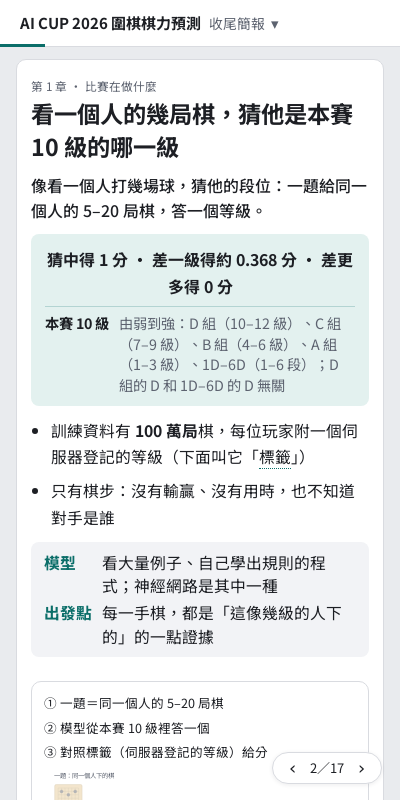 AI CUP 2026 圍棋棋力預測 收尾簡報 ▾
第 1 章 · 比賽在做什麼
看一個人的幾局棋，猜他是本賽
10 級的哪一級
像看一個人打幾場球，猜他的段位：一題給同一
個人的 5–20 局棋，答一個等級。
猜中得 1 分 · 差一級得約 0.368 分 · 差更
多得 0 分
本賽 10 級 由弱到強：D 組（10–12 級）、C 組
（7–9 級）、B 組（4–6 級）、A 組
（1–3 級）、1D–6D（1–6 段）；D
組的 D 和 1D–6D 的 D 無關
• 訓練資料有 100 萬局棋，每位玩家附一個伺
服器登記的等級（下面叫它「標籤」）
• 只有棋步：沒有輸贏、沒有用時，也不知道
對手是誰
模型 看大量例子、自己學出規則的程
式；神經網路是其中一種
出發點 每一手棋，都是「這像幾級的人下
的」的一點證據
① 一題＝同一個人的 5–20 局棋
② 模型從本賽 10 級裡答一個
③ 對照標籤（伺服器登記的等級）給分
一題：同一個人下的棋
‹ 2／17 ›